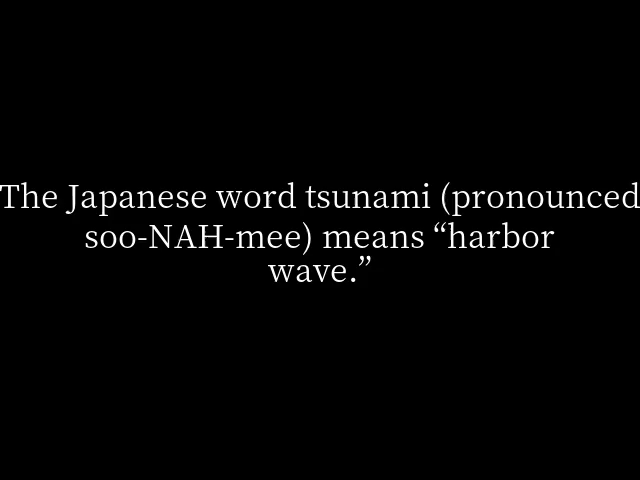 The Japanese word tsunami (pronounced
soo-NAH-mee) means “harbor
wave.”